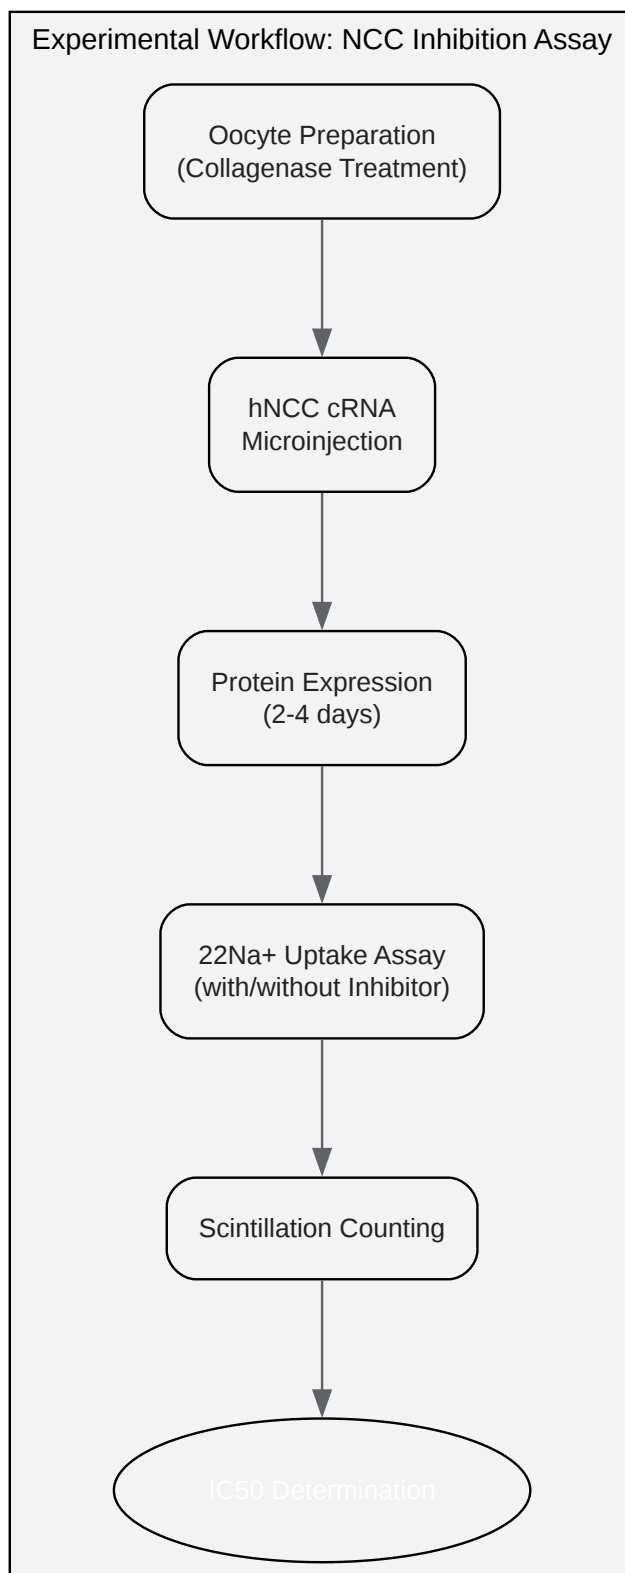 Experimental Workflow: NCC Inhibition Assay
Oocyte Preparation
(Collagenase Treatment)
hNCC cRNA
Microinjection
Protein Expression
(2-4 days)
22Na+ Uptake Assay
(with/without Inhibitor)
Scintillation Counting
IC50 Determination